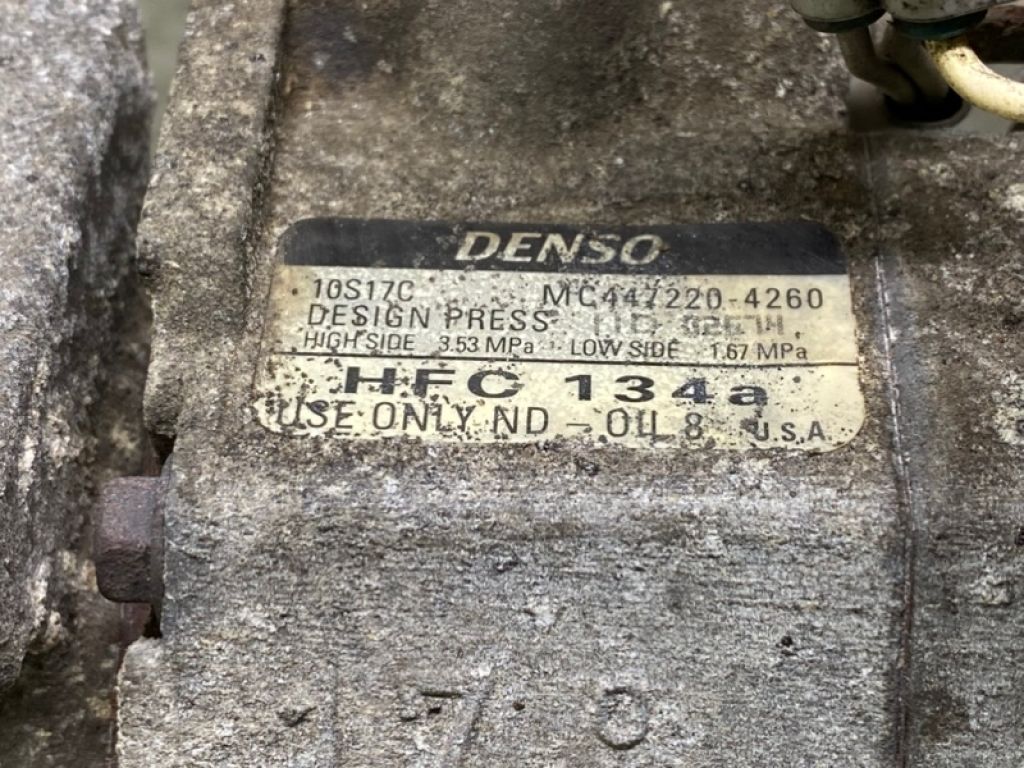 DENSO
10S17C MC447220-4260
DESIGN PRESS
HIGH SIDE 3.53 MPa LOW SIDE 1.67 MPa
HFC 134a
USE ONLY ND-OIL 8 U.S.A